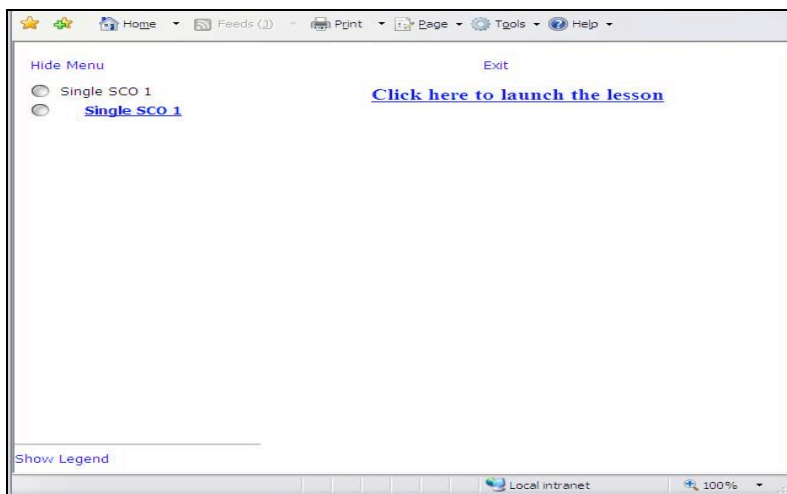 Home Feeds (J) Print Page Tools Help
Hide Menu
Exit
Single SCO 1
Click here to launch the lesson
Single SCO 1
Show Legend
Local intranet 100%